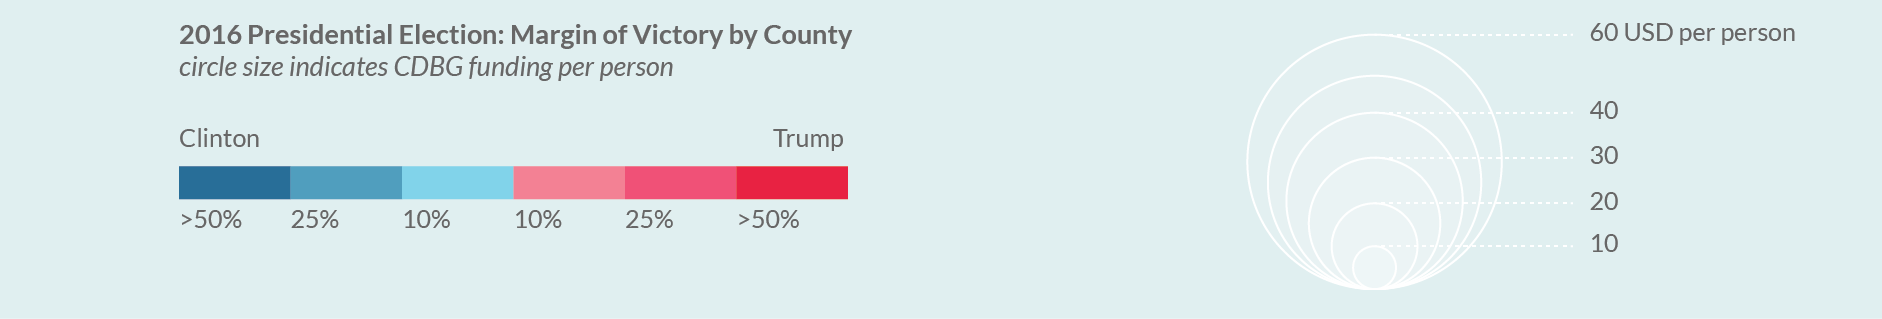 2016 Presidential Election: Margin of Victory by County
circle size indicates CDBG funding per person
Clinton Trump
>50% 25% 10% 10% 25% >50%
60 USD per person
40
30
20
10